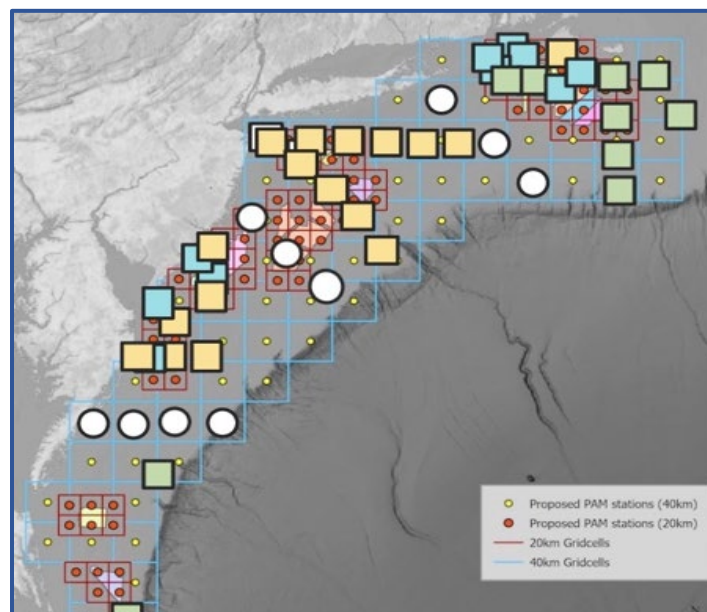 Proposed PAM stations (40km)
Proposed PAM stations (20km)
20km Gridcells
40km Gridcells